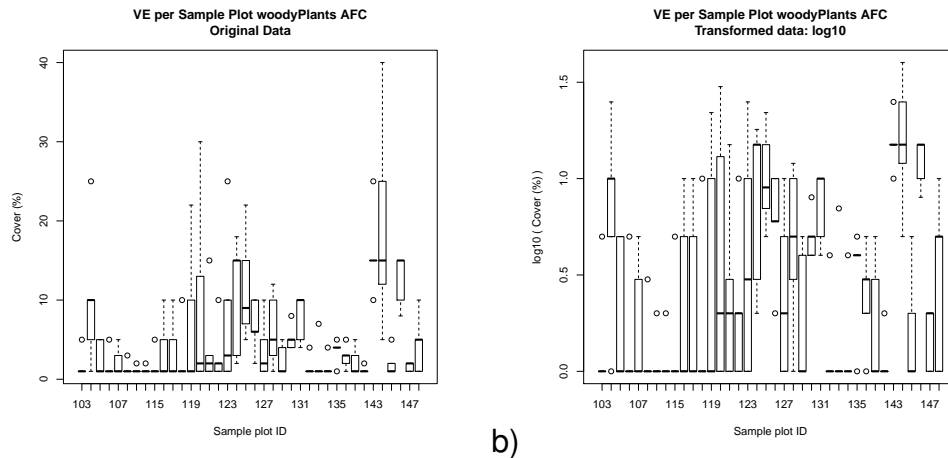 VE per Sample Plot woodyPlants AFC
Original Data
Cover (%)
40
30
20
10
0
103 107 115 119 123 127 131 135 143 147
Sample plot ID
b)
VE per Sample Plot woodyPlants AFC
Transformed data: log10
log10 ( Cover (%) )
1.5
1.0
0.5
0.0
103 107 115 119 123 127 131 135 143 147
Sample plot ID